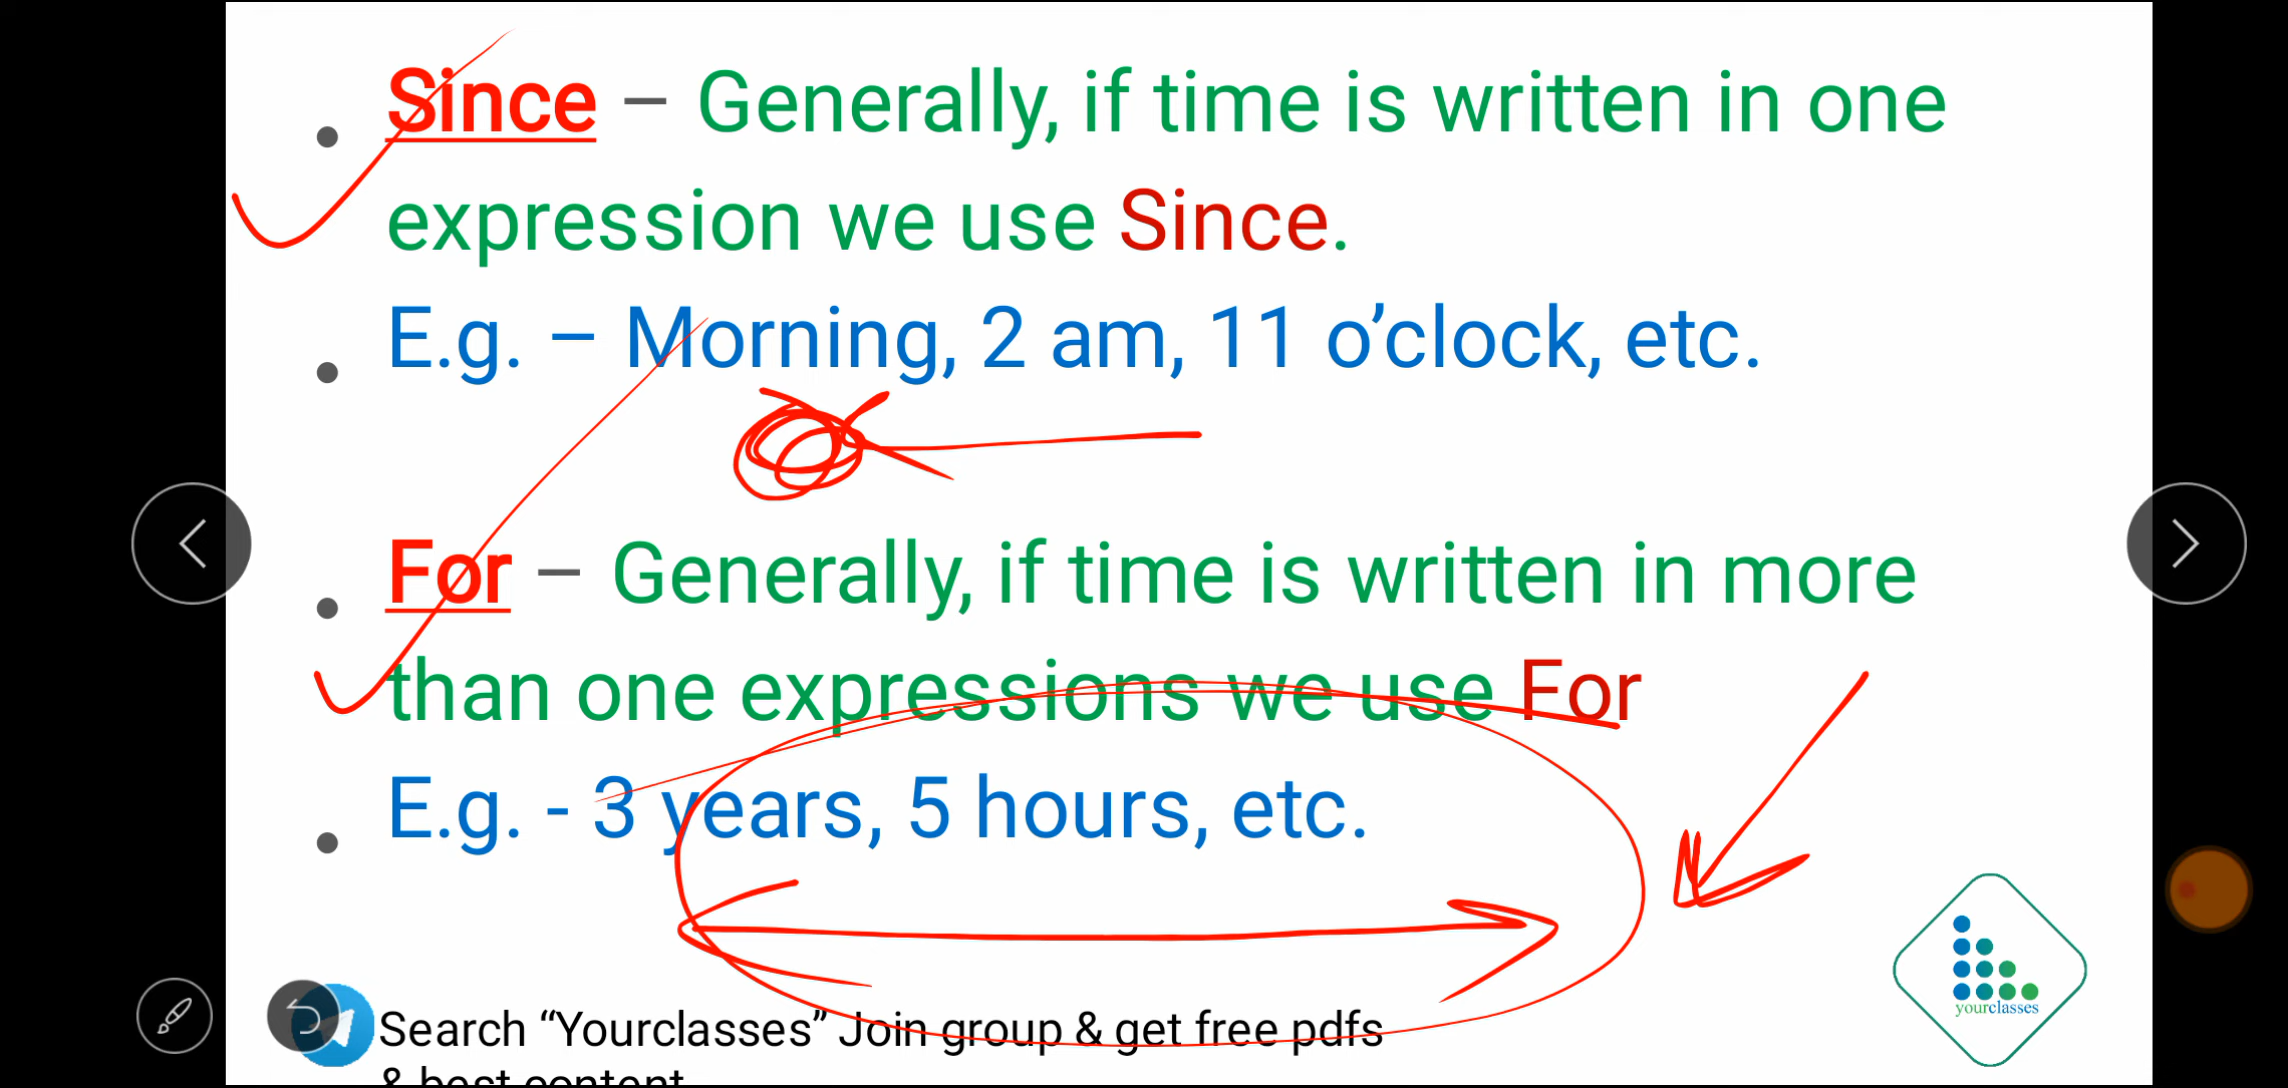 Since – Generally, if time is written in one
expression we use Since.
E.g. – Morning, 2 am, 11 o’clock, etc.
For – Generally, if time is written in more
than one expressions we use For
E.g. - 3 years, 5 hours, etc.
Search “Yourclasses” Join group & get free pdfs
& best content
yourclasses